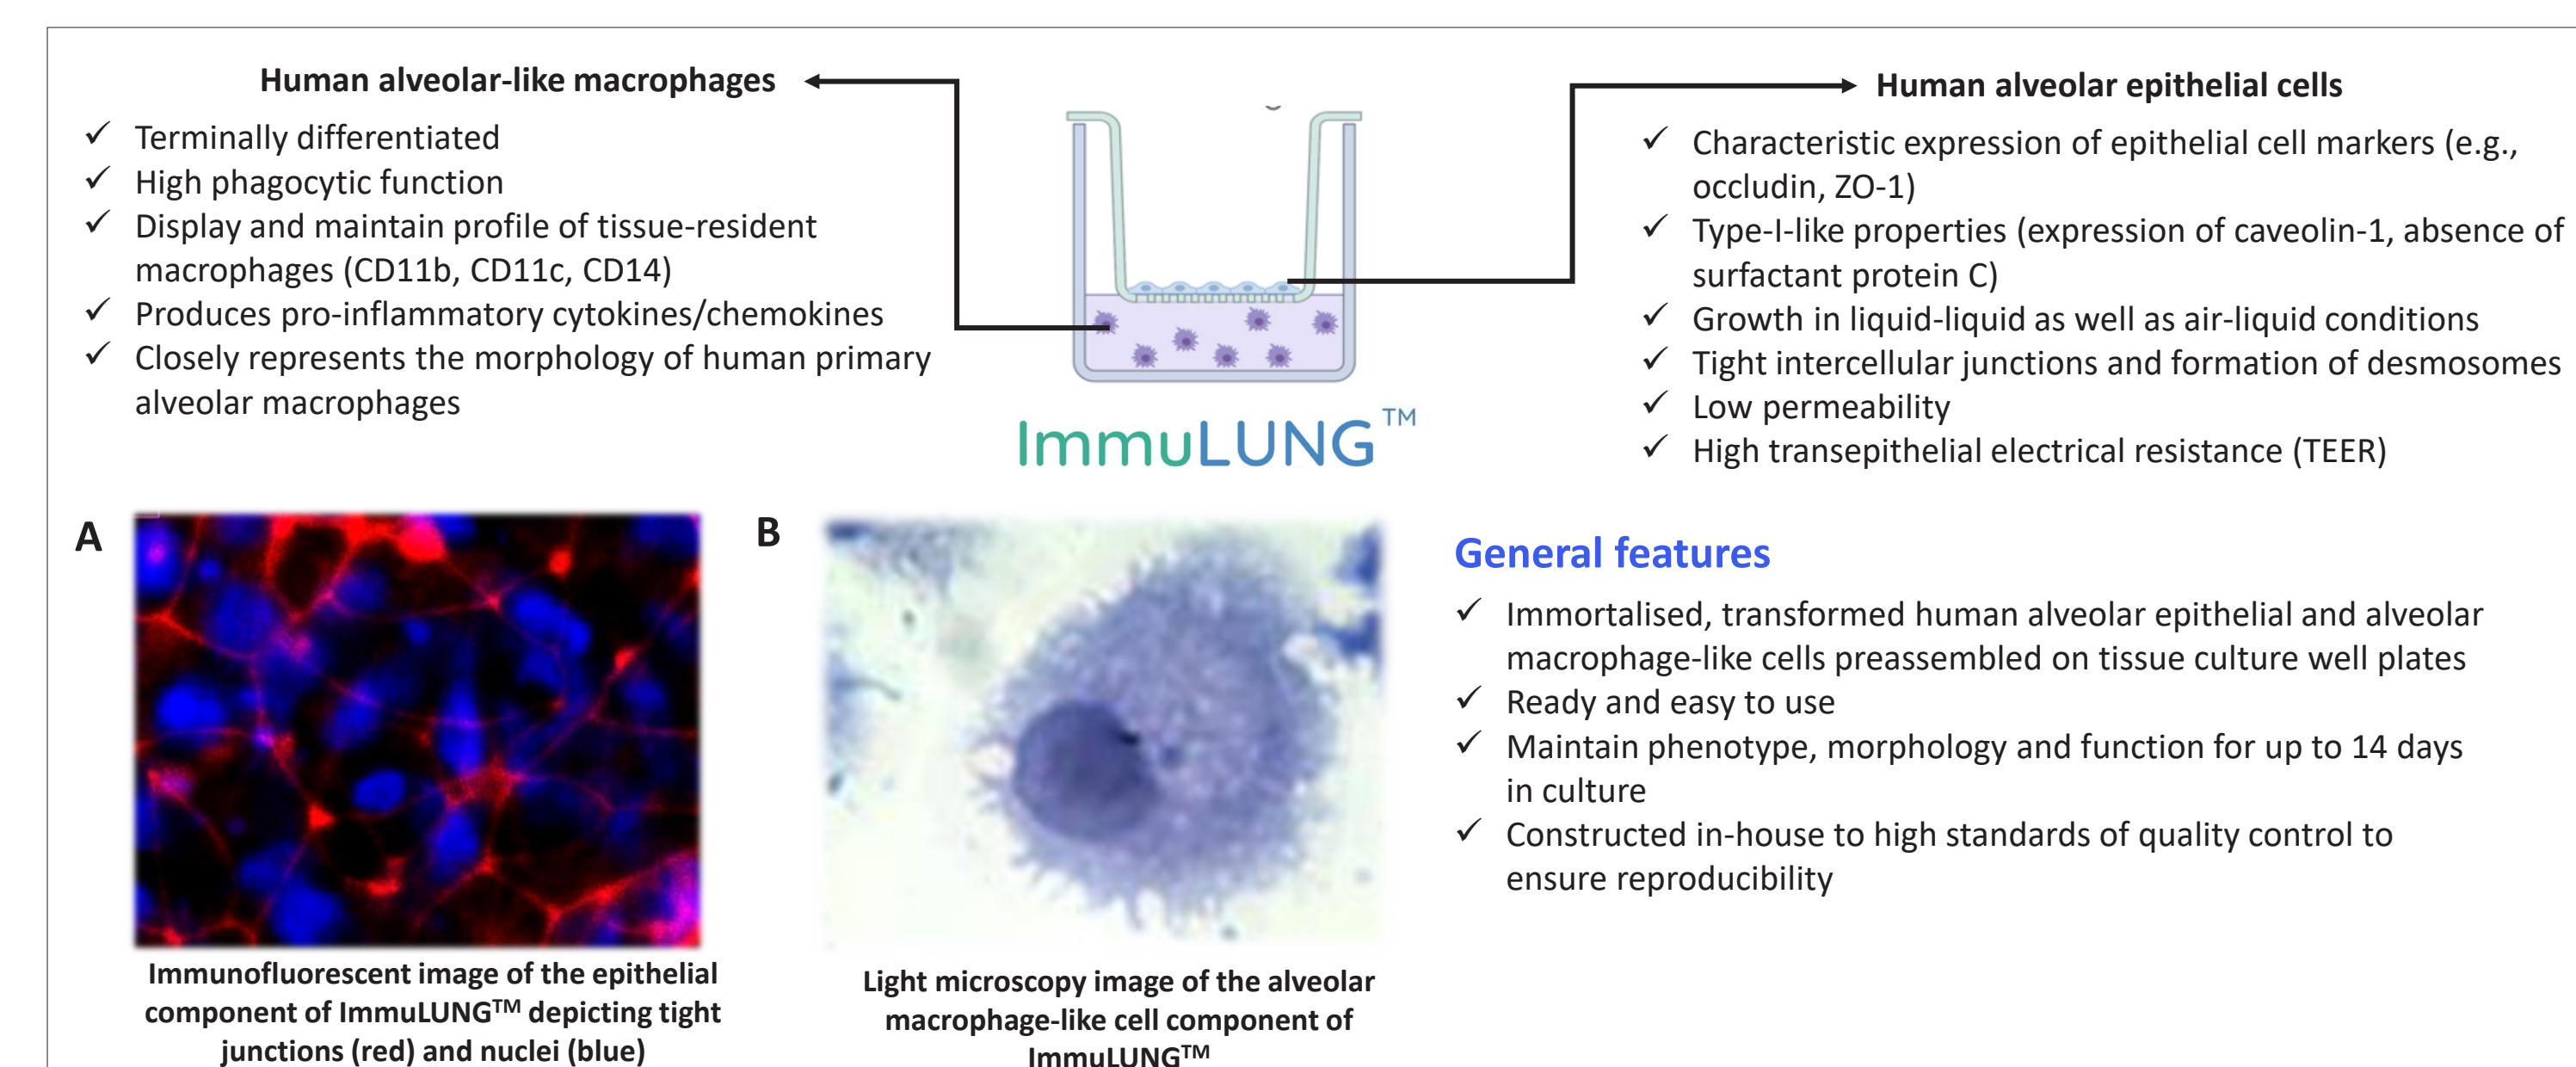 Human alveolar-like macrophages
✓ Terminally differentiated
✓ High phagocytic function
✓ Display and maintain profile of tissue-resident
macrophages (CD11b, CD11c, CD14)
✓ Produces pro-inflammatory cytokines/chemokines
✓ Closely represents the morphology of human primary
alveolar macrophages
ImmuLUNG™
Human alveolar epithelial cells
✓ Characteristic expression of epithelial cell markers (e.g.,
occludin, ZO-1)
✓ Type-I-like properties (expression of caveolin-1, absence of
surfactant protein C)
✓ Growth in liquid-liquid as well as air-liquid conditions
✓ Tight intercellular junctions and formation of desmosomes
✓ Low permeability
✓ High transepithelial electrical resistance (TEER)
A
Immunofluorescent image of the epithelial
component of ImmuLUNG™ depicting tight
junctions (red) and nuclei (blue)
B
Light microscopy image of the alveolar
macrophage-like cell component of
ImmuLUNG™
General features
✓ Immortalised, transformed human alveolar epithelial and alveolar
macrophage-like cells preassembled on tissue culture well plates
✓ Ready and easy to use
✓ Maintain phenotype, morphology and function for up to 14 days
in culture
✓ Constructed in-house to high standards of quality control to
ensure reproducibility